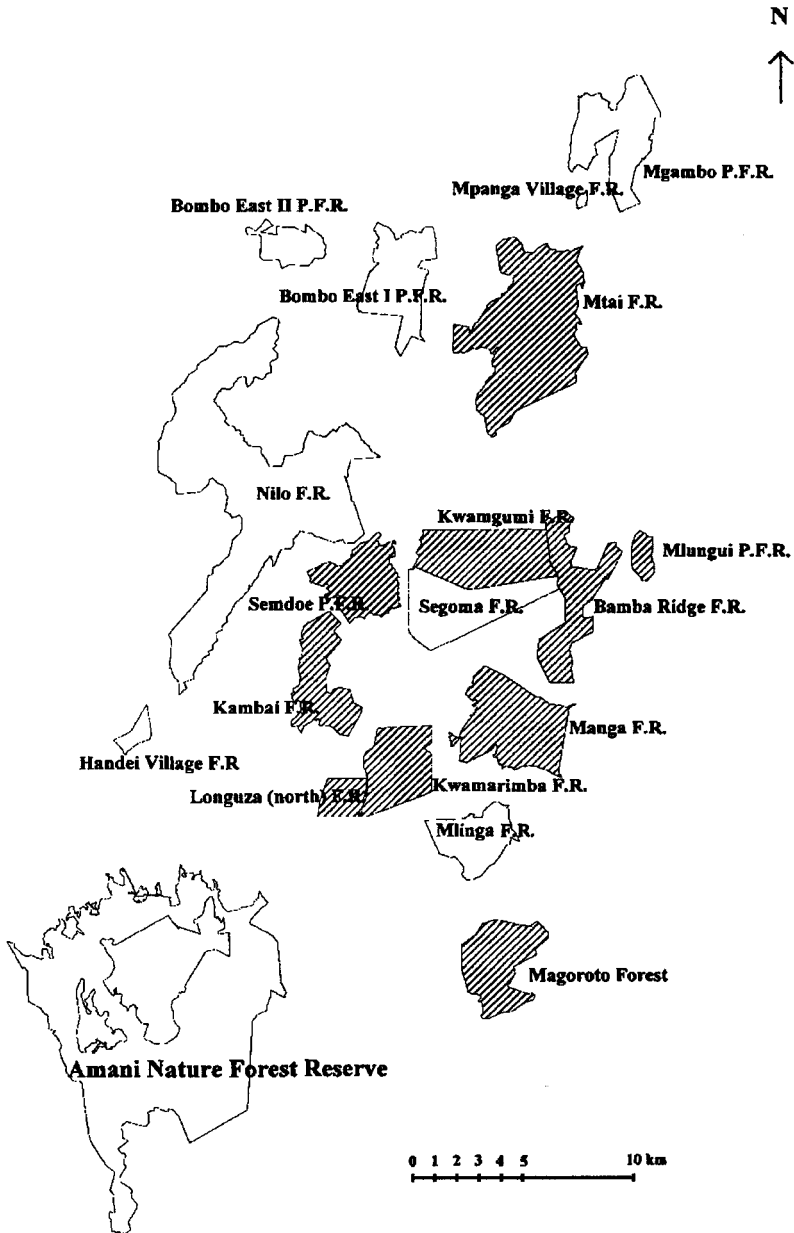 N
Mgambo P.F.R.
Mpanga Village F.R.
Bombo East II P.F.R.
Bombo East I P.F.R.
Mtai F.R.
Nilo F.R.
Kwamgumi F.R.
Mlungui P.F.R.
Semdoe P.F.R.
Segoma F.R.
Bamba Ridge F.R.
Kambai F.R.
Manga F.R.
Handei Village F.R
Longuza (north) F.R.
Kwamarimba F.R.
Mlinga F.R.
Magoroto Forest
Amani Nature Forest Reserve
0 1 2 3 4 5 10 km